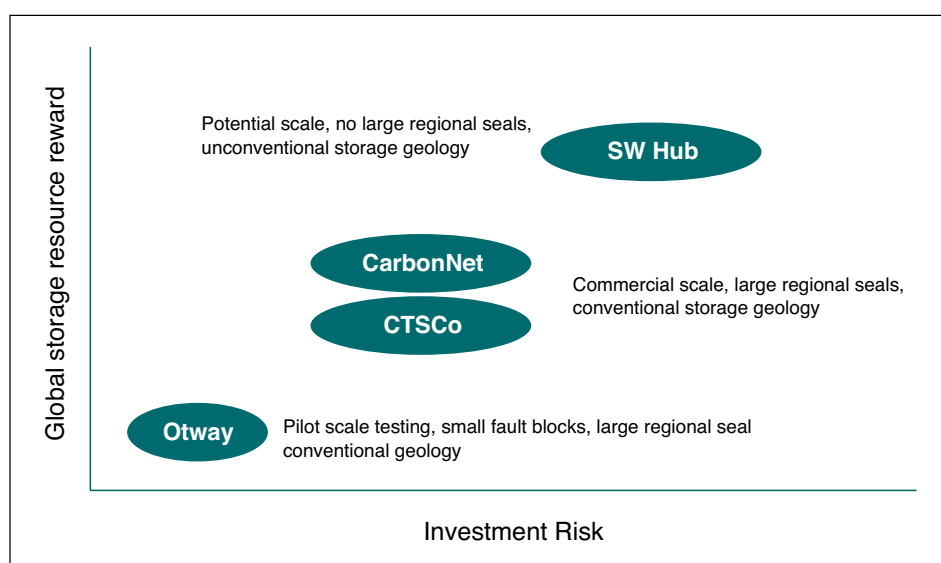 Global storage resource reward
Potential scale, no large regional seals,
unconventional storage geology
SW Hub
CarbonNet
CTSCo
Commercial scale, large regional seals,
conventional storage geology
Otway
Pilot scale testing, small fault blocks, large regional seal
conventional geology
Investment Risk